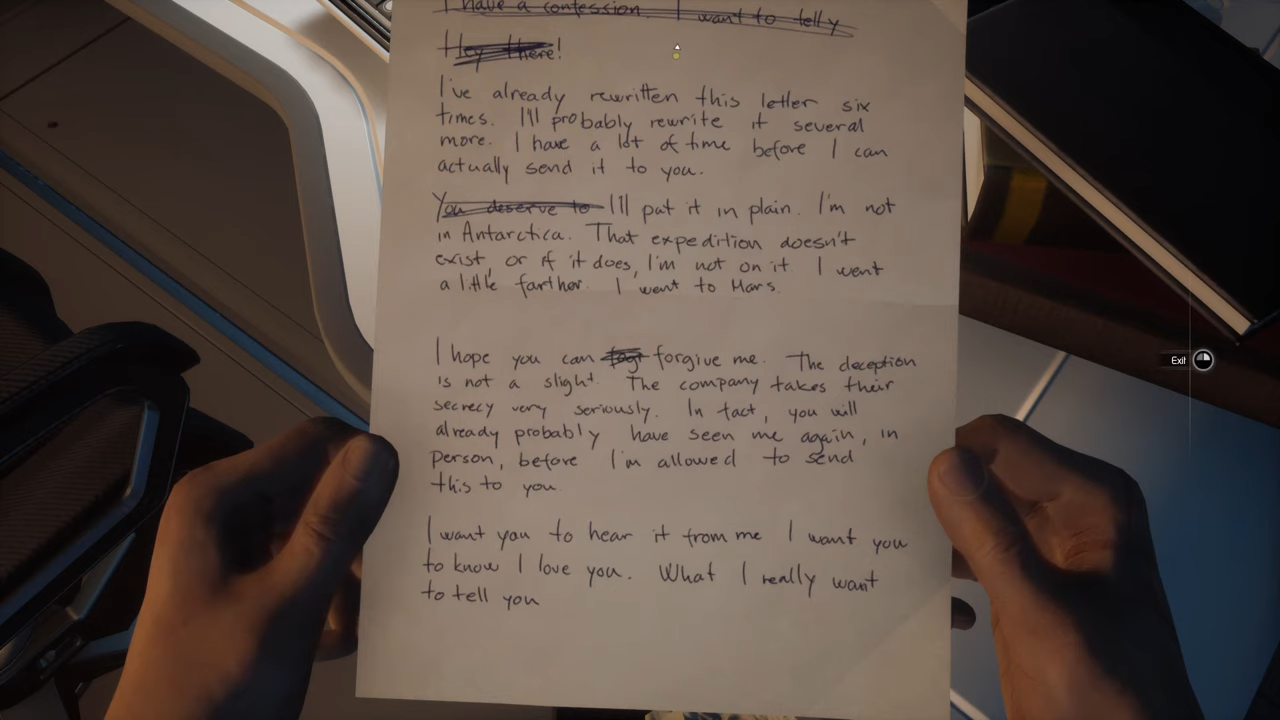 I have a confession. I want to telly
Hey there!
I've already rewritten this letter six
times. I'll probably rewrite it several
more. I have a lot of time before I can
actually send it to you.
You deserve to I'll put it in plain. I'm not
in Antarctica. That expedition doesn't
exist, or if it does, I'm not on it I went
a little farther. I went to Mars.
I hope you can forgive me. The deception
is not a slight. The company takes their
secrecy very seriously. In fact, you will
already probably have seen me again, in
person, before I'm allowed to send
this to you.
I want you to hear it from me I want you
to know I love you. What I really want
to tell you
Exit